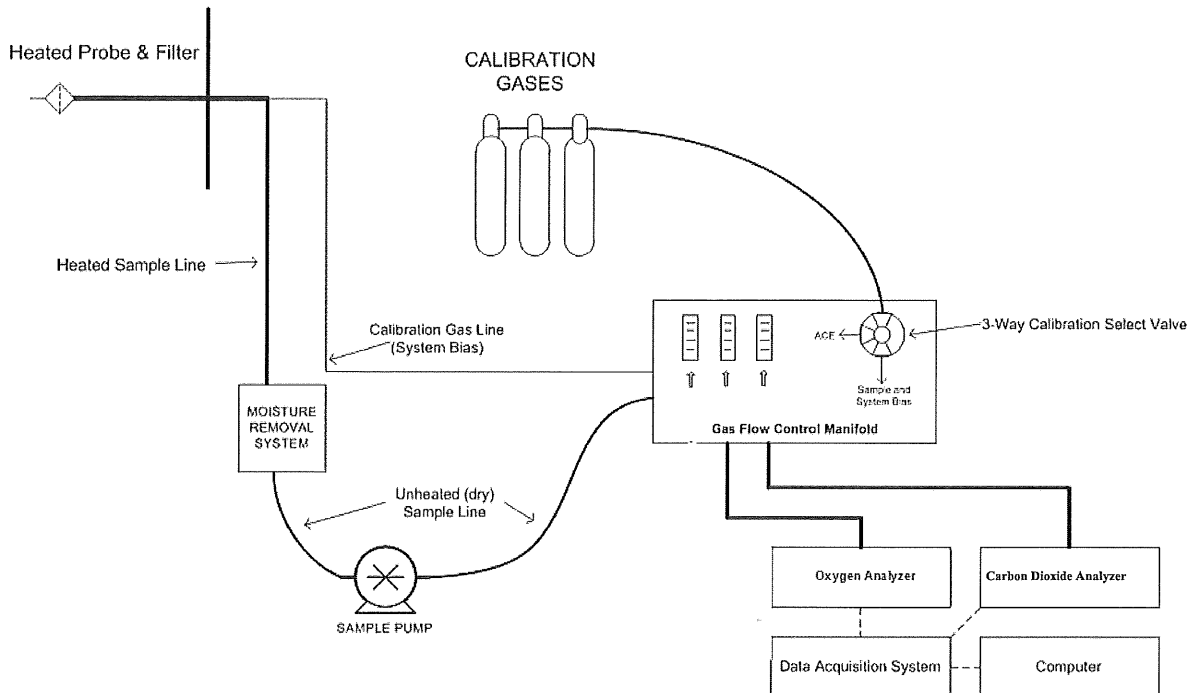 Heated Probe & Filter
CALIBRATION
GASES
Heated Sample Line
Calibration Gas Line
(System Bias)
3-Way Calibration Select Valve
ACE
Sample and
System Bias
Gas Flow Control Manifold
MOISTURE
REMOVAL
SYSTEM
Unheated (dry)
Sample Line
SAMPLE PUMP
Oxygen Analyzer
Carbon Dioxide Analyzer
Data Acquisition System
Computer